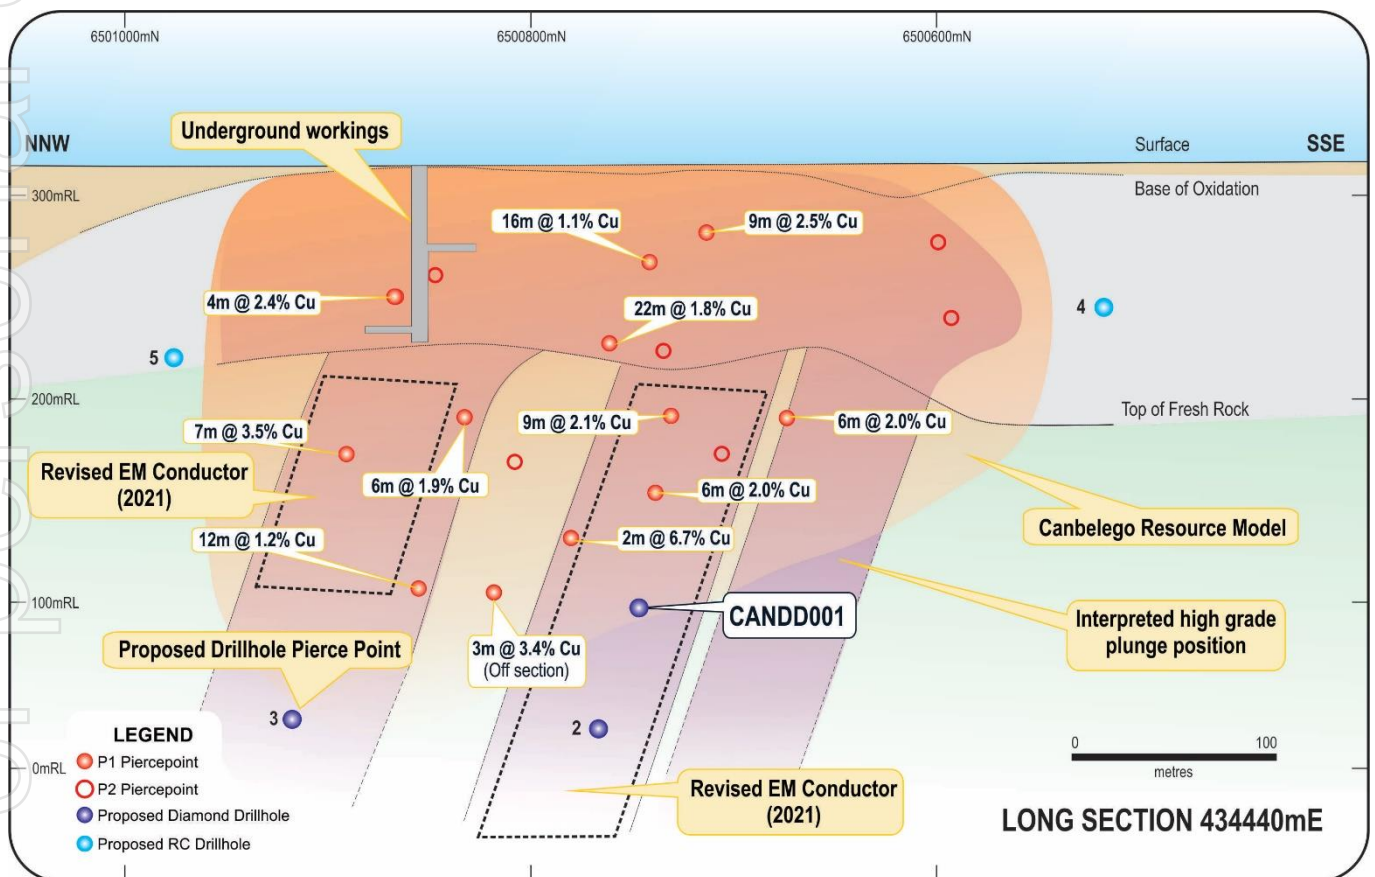 6501000mN
6500800mN
6500600mN
NNW
Underground workings
Surface
SSE
300mRL
Base of Oxidation
16m @ 1.1% Cu
9m @ 2.5% Cu
4m @ 2.4% Cu
22m @ 1.8% Cu
4
5
200mRL
Top of Fresh Rock
7m @ 3.5% Cu
9m @ 2.1% Cu
6m @ 2.0% Cu
Revised EM Conductor
(2021)
6m @ 1.9% Cu
6m @ 2.0% Cu
12m @ 1.2% Cu
2m @ 6.7% Cu
Canbelego Resource Model
100mRL
CANDD001
Interpreted high grade
plunge position
Proposed Drillhole Pierce Point
3m @ 3.4% Cu
(Off section)
3
2
LEGEND
P1 Piercepoint
P2 Piercepoint
Proposed Diamond Drillhole
Proposed RC Drillhole
0mRL
0
100
metres
Revised EM Conductor
(2021)
LONG SECTION 434440mE